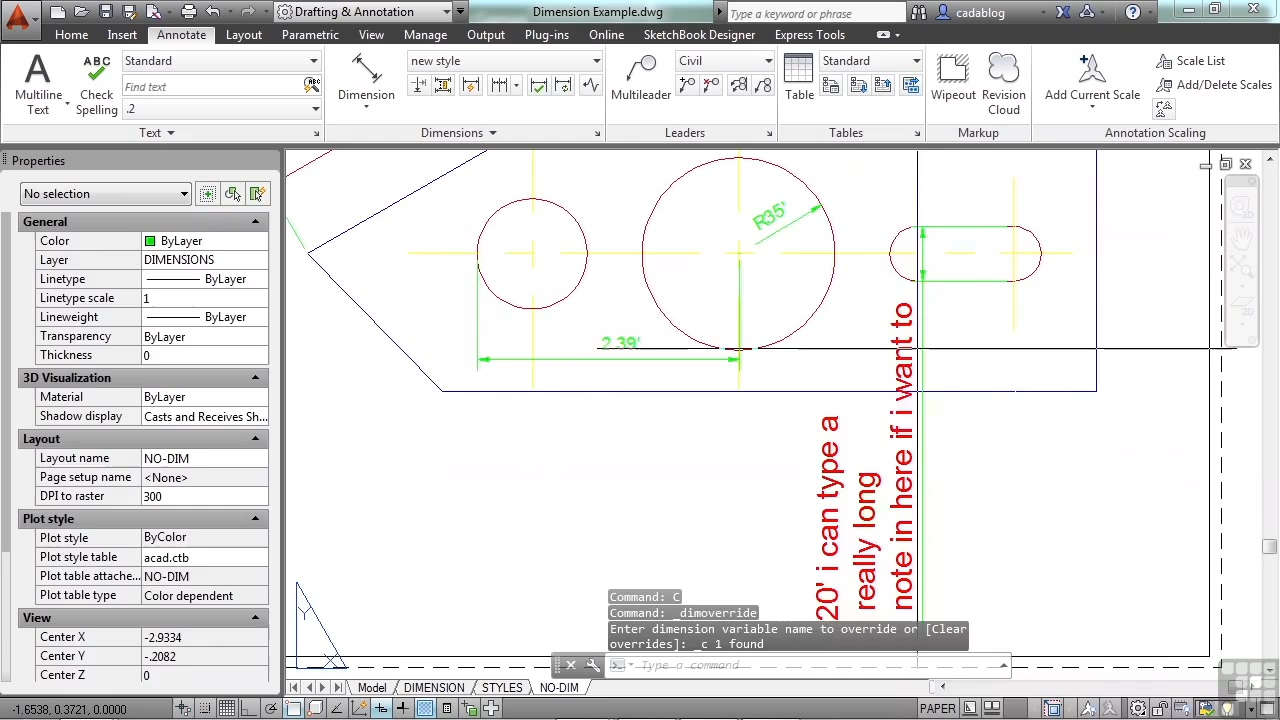 Drafting & Annotation
Dimension Example.dwg
Type a keyword or phrase
cadablog
Home Insert Annotate Layout Parametric View Manage Output Plug-ins Online SketchBook Designer Express Tools
Multiline
Text
ABC
Check
Spelling
Standard
Find text
.2
Text
Dimension
new style
Dimensions
Multileader
Civil
Leaders
Table
Standard
Tables
Wipeout
Revision
Cloud
Markup
Add Current Scale
Scale List
Add/Delete Scales
Annotation Scaling
Properties
No selection
General
Color ByLayer
Layer DIMENSIONS
Linetype ByLayer
Linetype scale 1
Lineweight ByLayer
Transparency ByLayer
Thickness 0
3D Visualization
Material ByLayer
Shadow display Casts and Receives Sh...
Layout
Layout name NO-DIM
Page setup name <None>
DPI to raster 300
Plot style
Plot style ByColor
Plot style table acad.ctb
Plot table attache... NO-DIM
Plot table type Color dependent
View
Center X -2.9334
Center Y -.2082
Center Z 0
R35'
2.39'
20' i can type a
really long
note in here if i want to
Y
X
Command: C
Command: _dimoverride
Enter dimension variable name to override or [Clear
overrides]: _c 1 found
Type a command
Model DIMENSION STYLES NO-DIM
-1.6538, 0.3721, 0.0000
PAPER